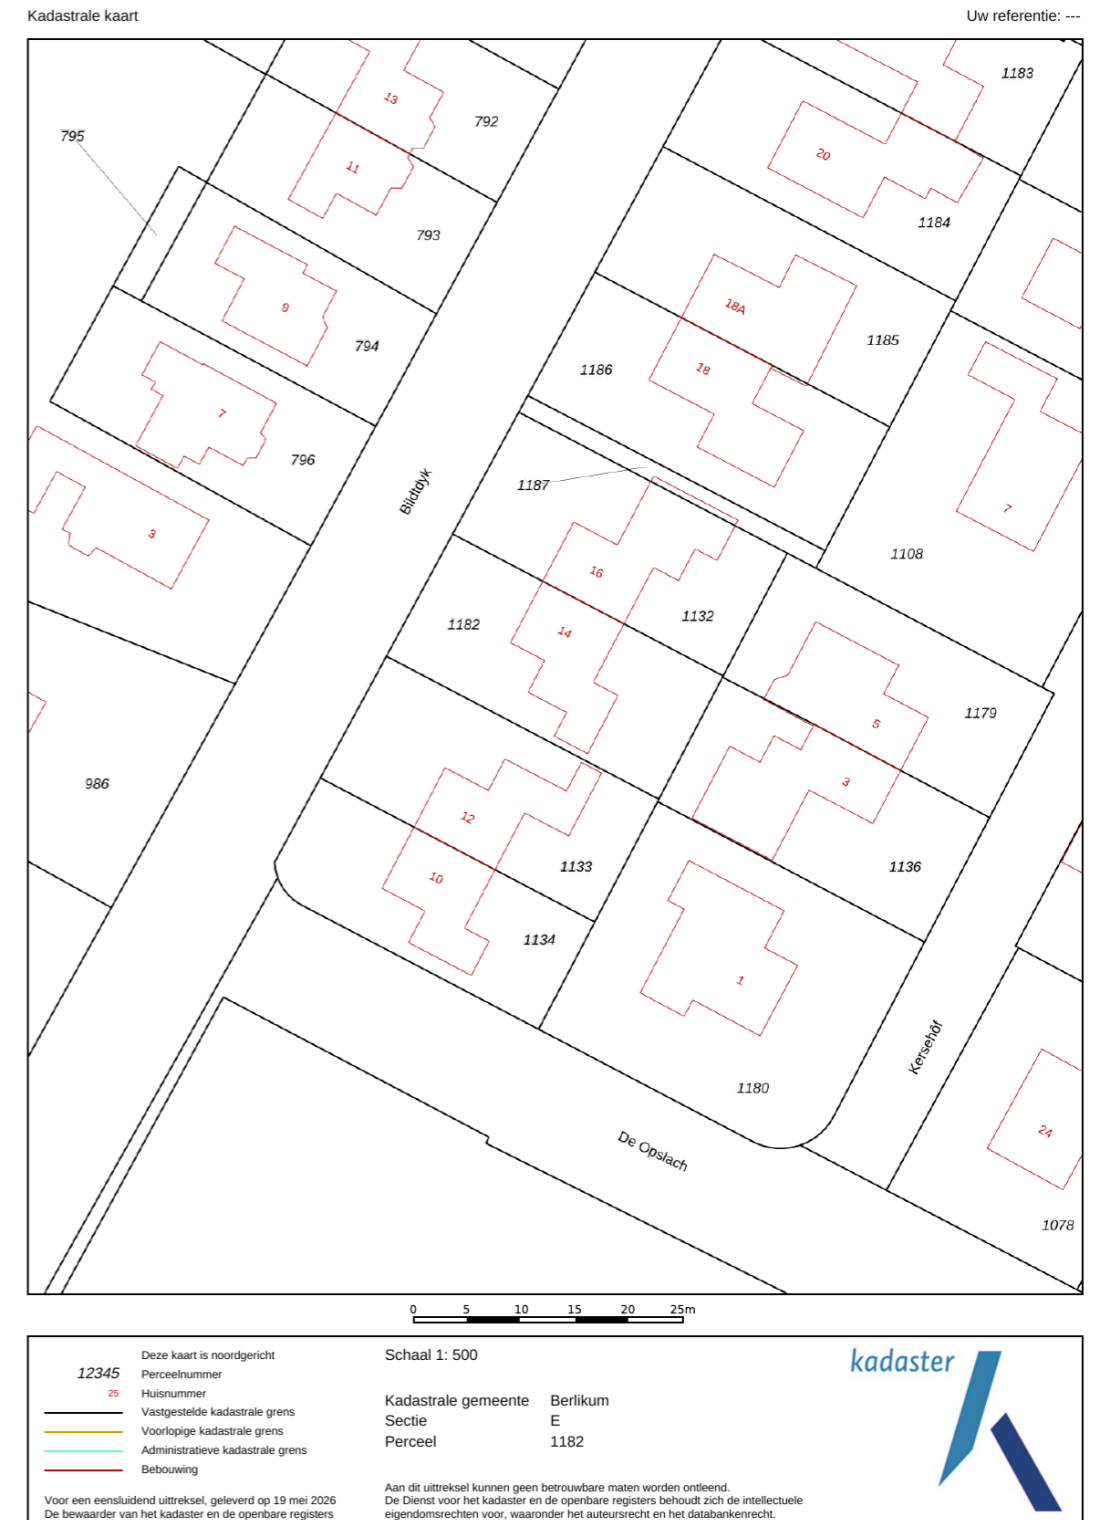 Kadastrale kaart
Uw referentie: ---
1183
13
792
795
20
11
1184
793
9
18A
794
1185
1186
18
7
796
Bildtdyk
1187
7
3
1108
16
1132
1182
14
1179
5
986
3
12
1133
1136
10
1134
1
Kersehôf
1180
24
De Opslach
1078
0 5 10 15 20 25m
Deze kaart is noordgericht
12345 Perceelnummer
25 Huisnummer
Vastgestelde kadastrale grens
Voorlopige kadastrale grens
Administratieve kadastrale grens
Bebouwing
Voor een eensluidend uittreksel, geleverd op 19 mei 2026
De bewaarder van het kadaster en de openbare registers
Schaal 1: 500
Kadastrale gemeente Berlikum
Sectie E
Perceel 1182
Aan dit uittreksel kunnen geen betrouwbare maten worden ontleend.
De Dienst voor het kadaster en de openbare registers behoudt zich de intellectuele
eigendomsrechten voor, waaronder het auteursrecht en het databankenrecht.
kadaster